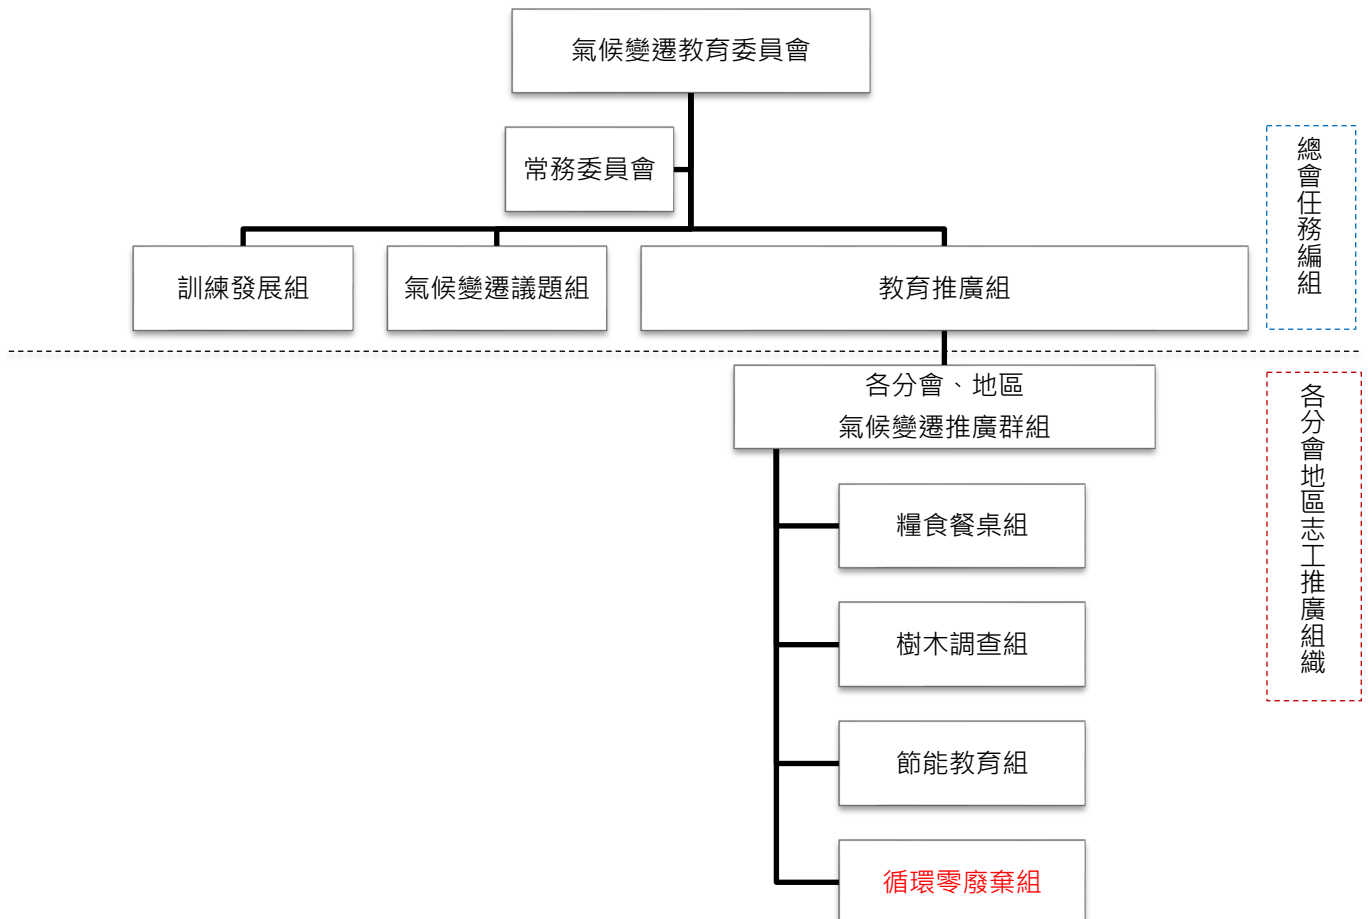 氣候變遷教育委員會
常務委員會
總會任務編組
訓練發展組
氣候變遷議題組
教育推廣組
各分會、地區
氣候變遷推廣群組
各分會地區志工推廣組織
糧食餐桌組
樹木調查組
節能教育組
循環零廢棄組